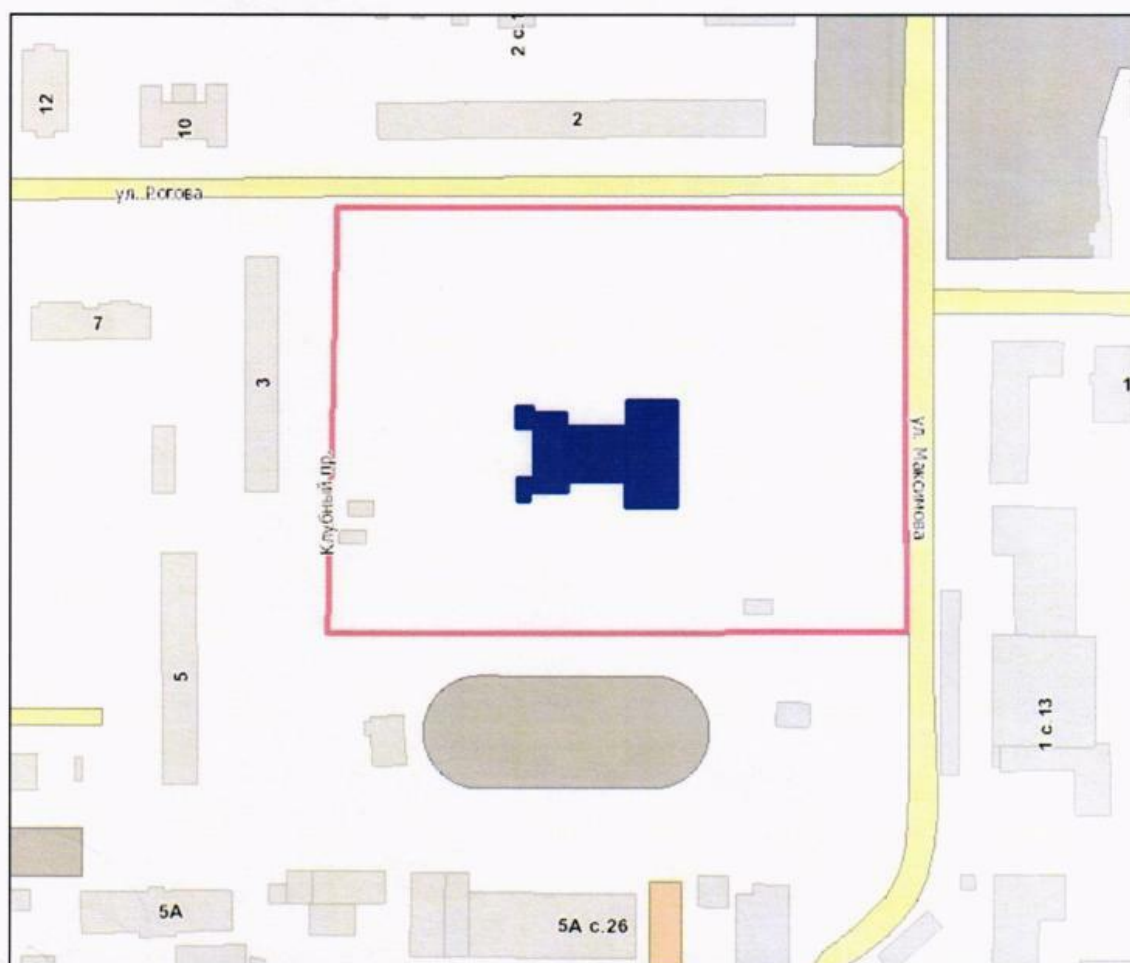 2 с.1
12
10
2
ул. Рогова
7
3
1
Клубный пр.
ул. Максимова
5
1 с.13
5А
5А с.26